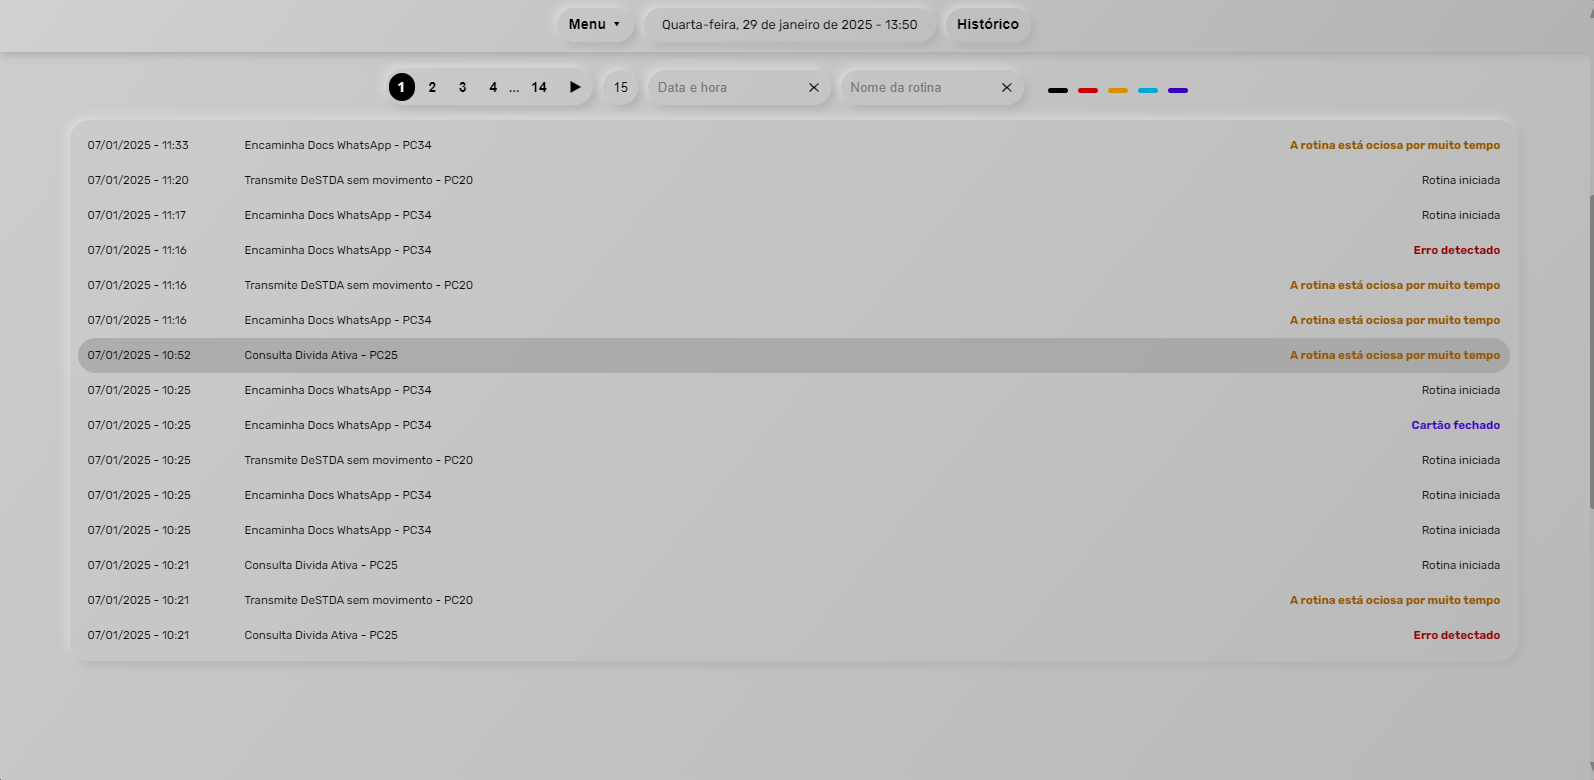 Menu ▼ Quarta-feira, 29 de janeiro de 2025 - 13:50 Histórico
1 2 3 4 ... 14 ▶ 15 Data e hora ✕ Nome da rotina ✕
07/01/2025 - 11:33 Encaminha Docs WhatsApp - PC34 A rotina está ociosa por muito tempo
07/01/2025 - 11:20 Transmite DeSTDA sem movimento - PC20 Rotina iniciada
07/01/2025 - 11:17 Encaminha Docs WhatsApp - PC34 Rotina iniciada
07/01/2025 - 11:16 Encaminha Docs WhatsApp - PC34 Erro detectado
07/01/2025 - 11:16 Transmite DeSTDA sem movimento - PC20 A rotina está ociosa por muito tempo
07/01/2025 - 11:16 Encaminha Docs WhatsApp - PC34 A rotina está ociosa por muito tempo
07/01/2025 - 10:52 Consulta Divida Ativa - PC25 A rotina está ociosa por muito tempo
07/01/2025 - 10:25 Encaminha Docs WhatsApp - PC34 Rotina iniciada
07/01/2025 - 10:25 Encaminha Docs WhatsApp - PC34 Cartão fechado
07/01/2025 - 10:25 Transmite DeSTDA sem movimento - PC20 Rotina iniciada
07/01/2025 - 10:25 Encaminha Docs WhatsApp - PC34 Rotina iniciada
07/01/2025 - 10:25 Encaminha Docs WhatsApp - PC34 Rotina iniciada
07/01/2025 - 10:21 Consulta Divida Ativa - PC25 Rotina iniciada
07/01/2025 - 10:21 Transmite DeSTDA sem movimento - PC20 A rotina está ociosa por muito tempo
07/01/2025 - 10:21 Consulta Divida Ativa - PC25 Erro detectado